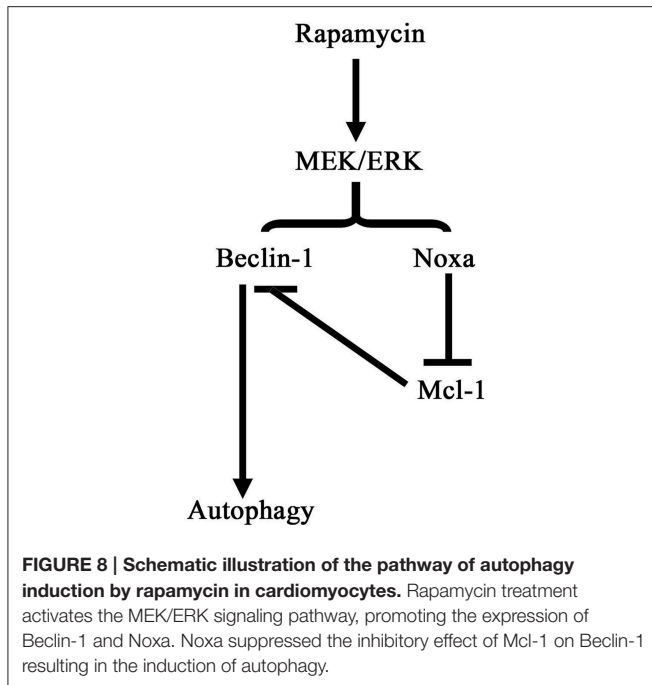 Rapamycin
MEK/ERK
Beclin-1 Noxa
Mcl-1
Autophagy
FIGURE 8 | Schematic illustration of the pathway of autophagy
induction by rapamycin in cardiomyocytes. Rapamycin treatment
activates the MEK/ERK signaling pathway, promoting the expression of
Beclin-1 and Noxa. Noxa suppressed the inhibitory effect of Mcl-1 on Beclin-1
resulting in the induction of autophagy.